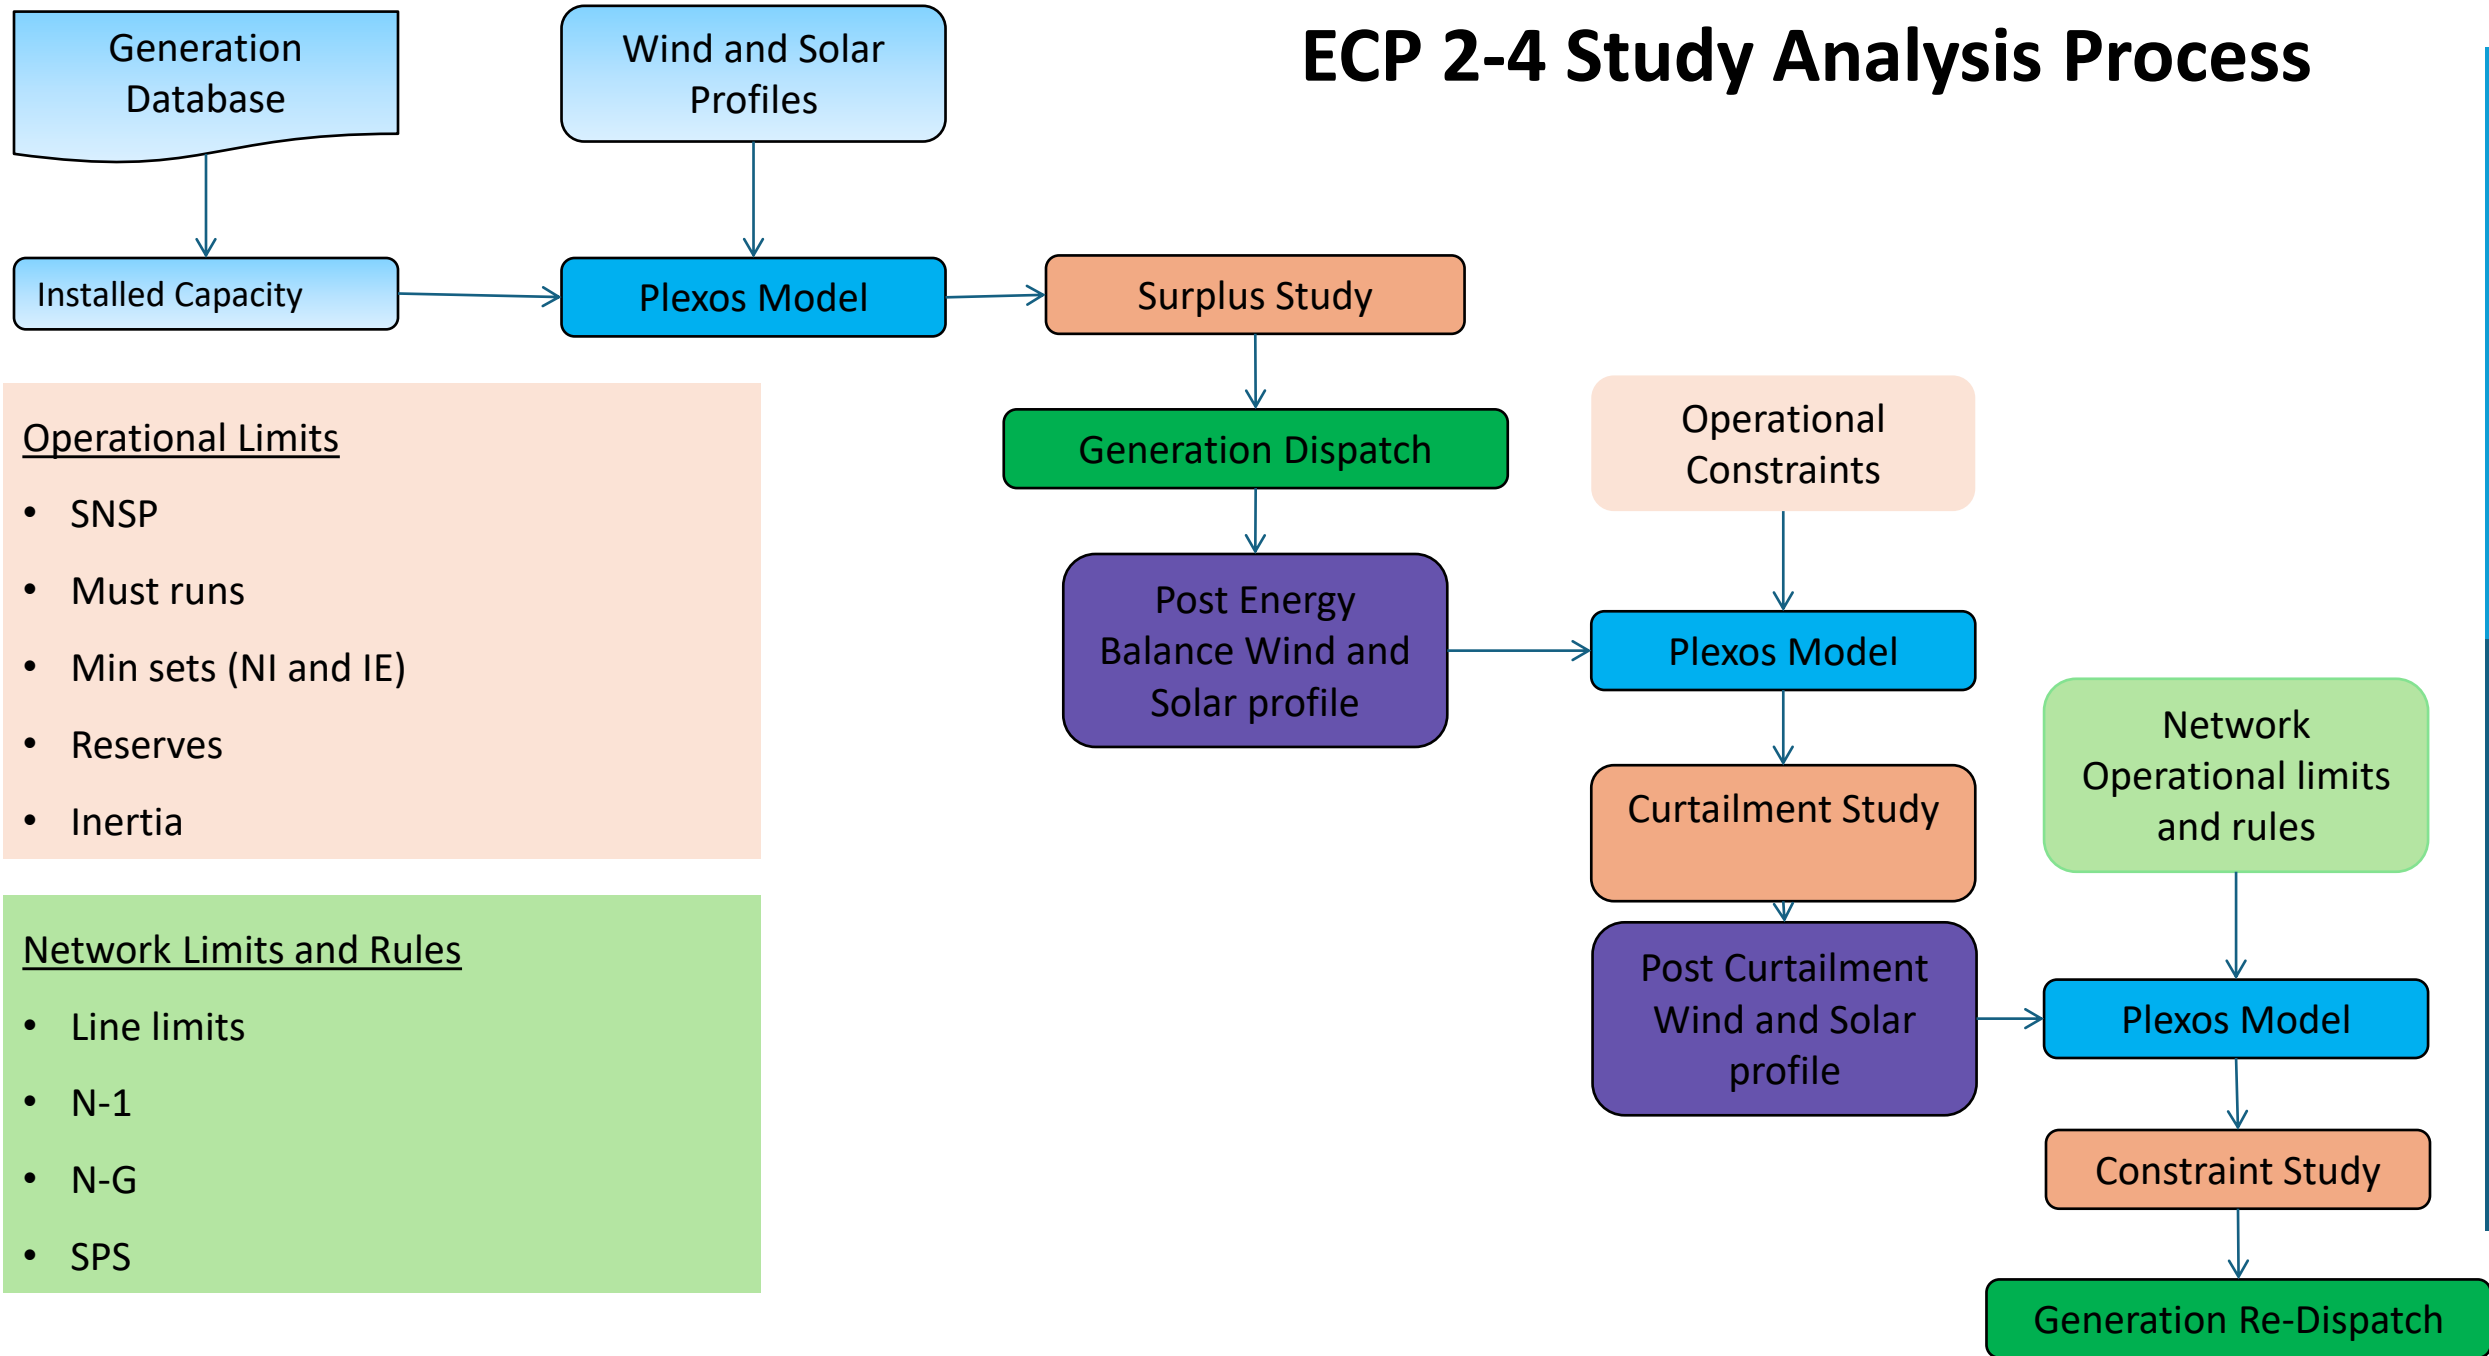 ECP 2-4 Study Analysis Process
Generation
Database
Wind and Solar
Profiles
Installed Capacity
Plexos Model
Surplus Study
Generation Dispatch
Post Energy
Balance Wind and
Solar profile
Operational
Constraints
Plexos Model
Curtailment Study
Post Curtailment
Wind and Solar
profile
Network
Operational limits
and rules
Plexos Model
Constraint Study
Generation Re-Dispatch
Operational Limits
• SNSP
• Must runs
• Min sets (NI and IE)
• Reserves
• Inertia
Network Limits and Rules
• Line limits
• N-1
• N-G
• SPS